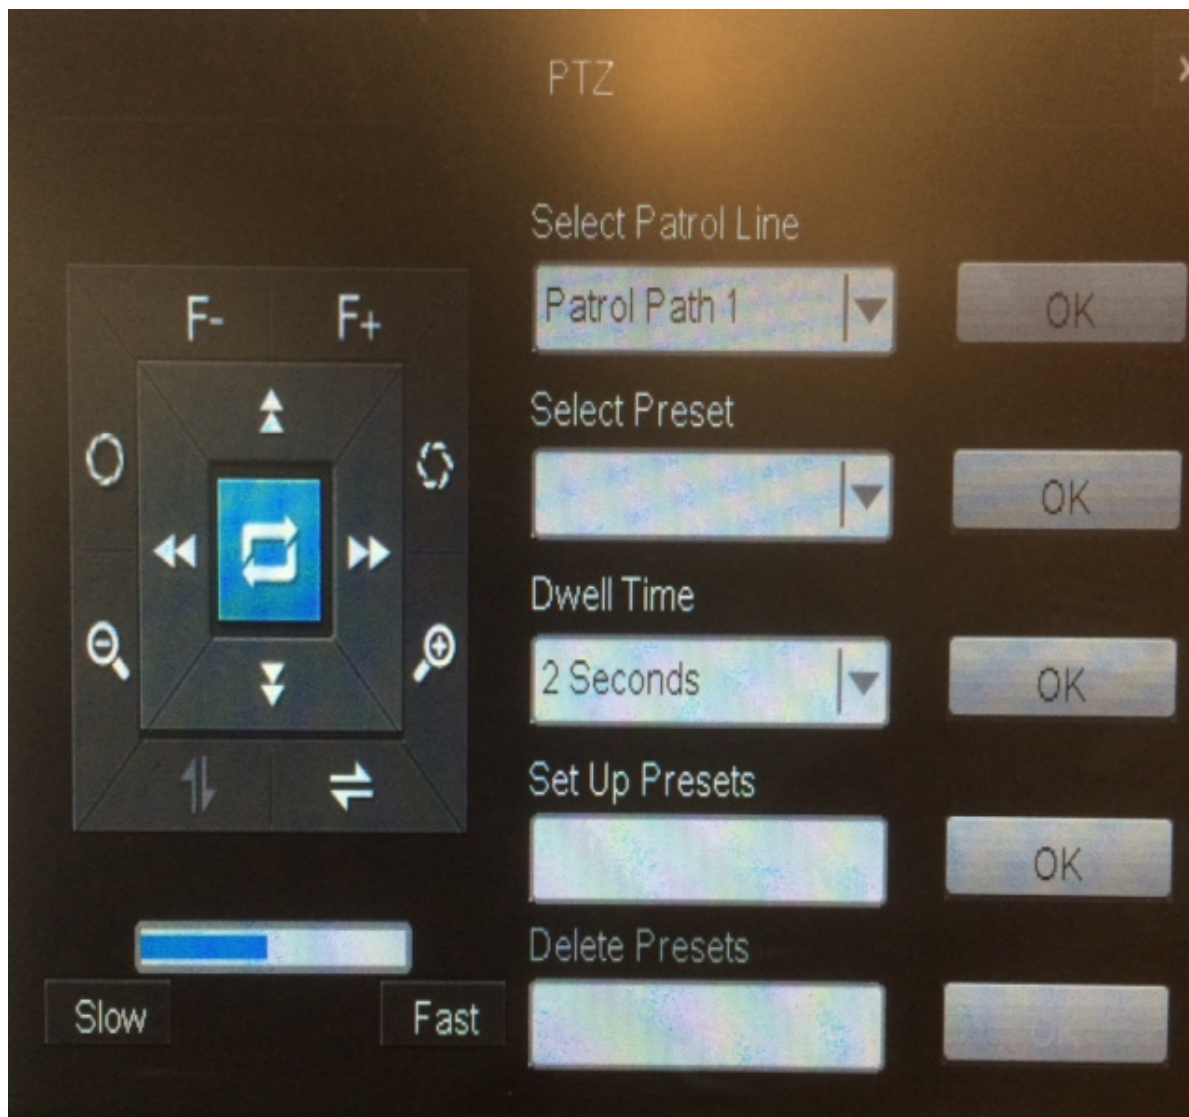 PTZ
Select Patrol Line
Patrol Path 1
OK
F-
F+
Select Preset
OK
Dwell Time
2 Seconds
OK
Set Up Presets
OK
Delete Presets
OK
Slow
Fast